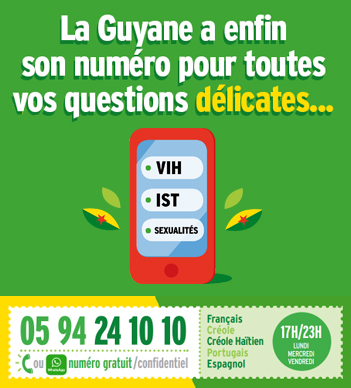 La Guyane a enfin
son numéro pour toutes
vos questions délicates...
VIH
IST
SEXUALITÉS
05 94 24 10 10
ou WhatsApp numéro gratuit/confidentiel
Français
Créole
Créole Haïtien
Portugais
Espagnol
17H/23H
LUNDI
MERCREDI
VENDREDI